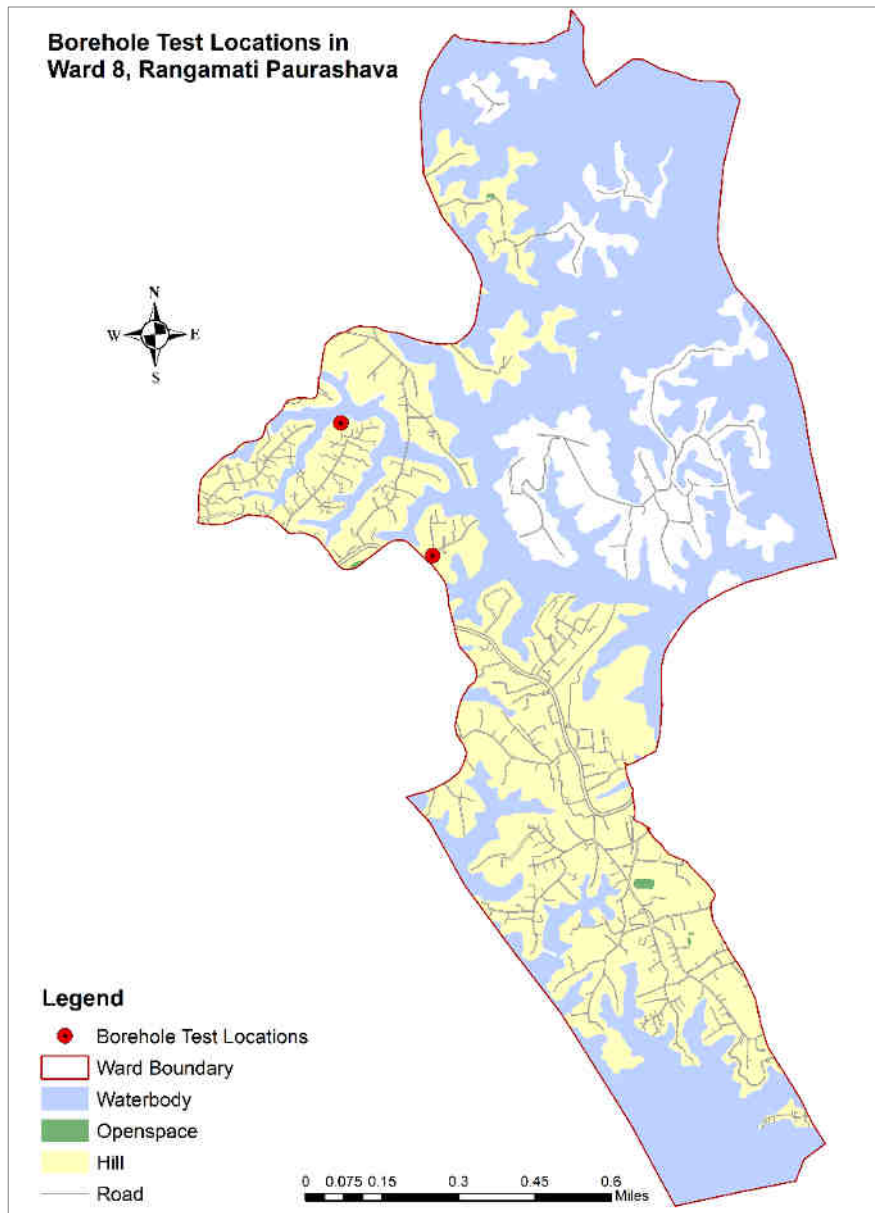 Borehole Test Locations in
Ward 8, Rangamati Paurashava
N
W E
S
Legend
Borehole Test Locations
Ward Boundary
Waterbody
Openspace
Hill
Road
0 0.075 0.15 0.3 0.45 0.6
Miles